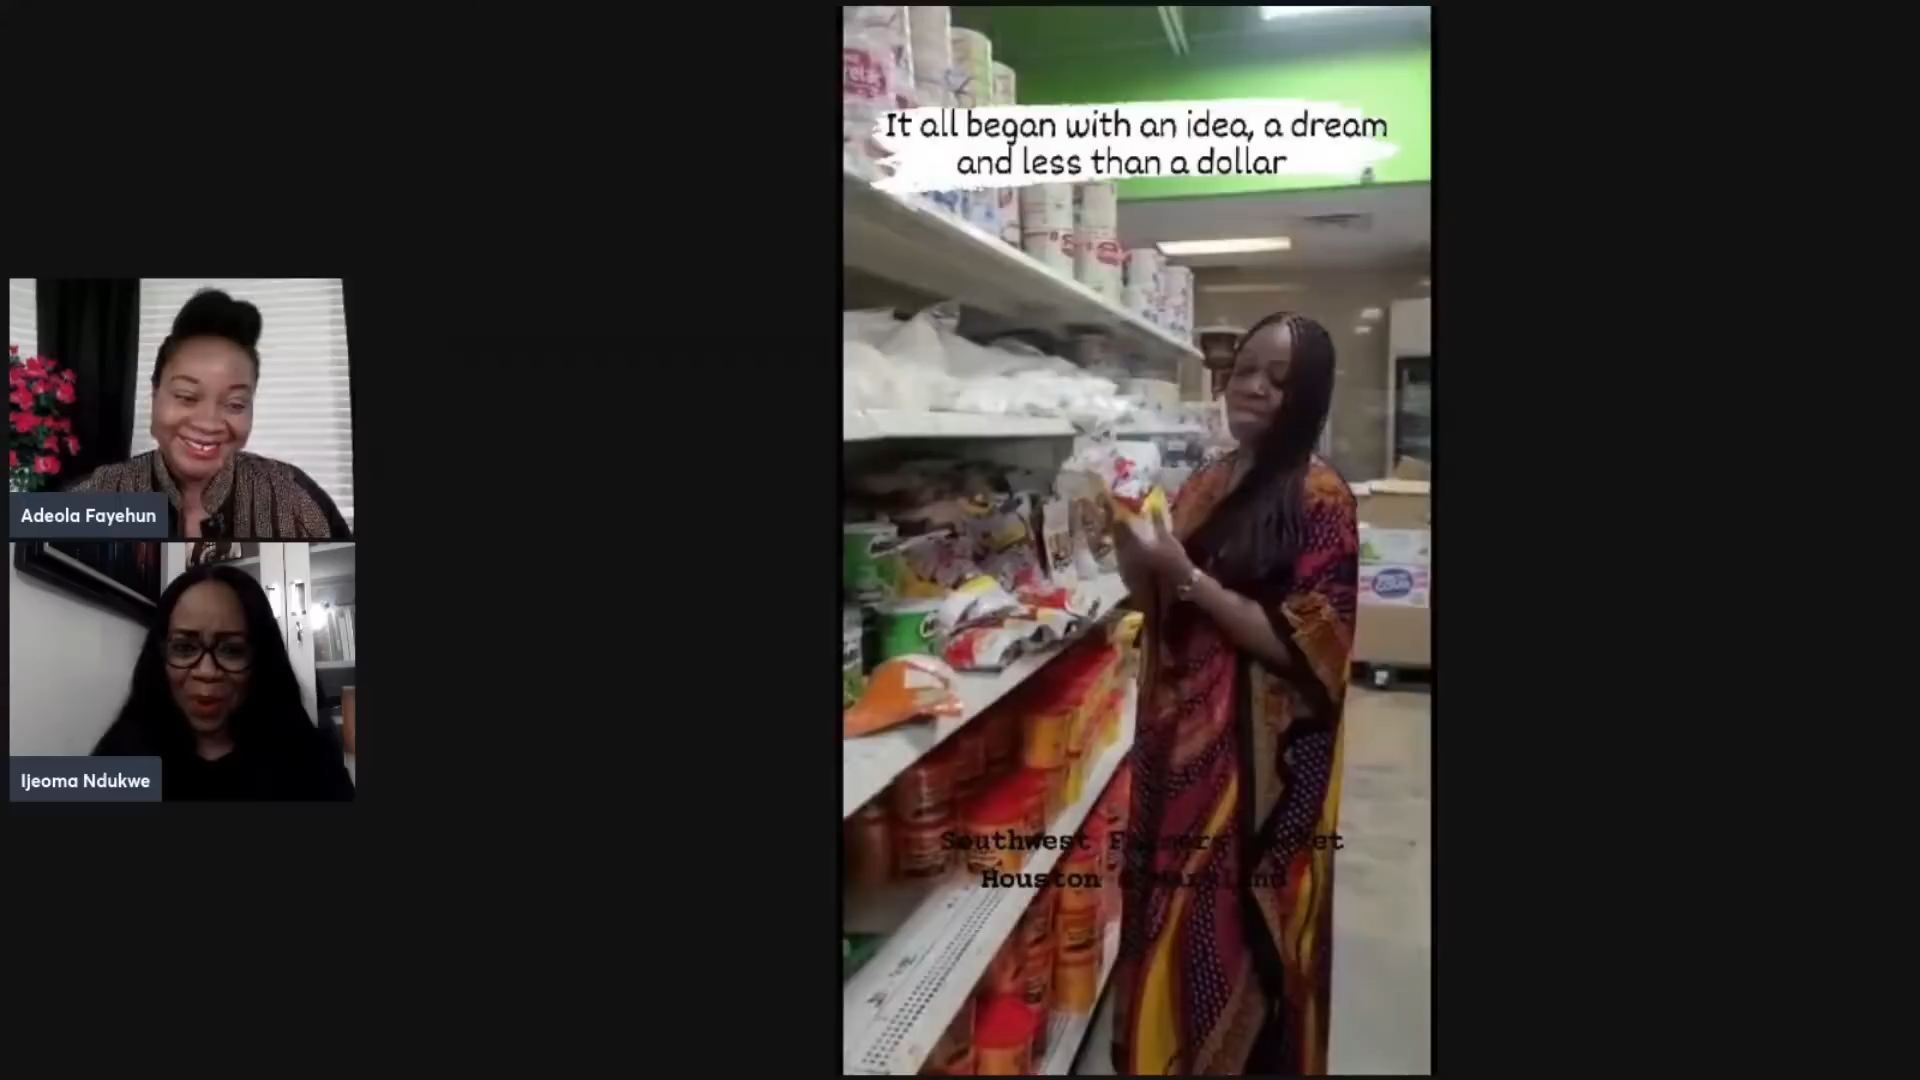 It all began with an idea, a dream
and less than a dollar
Adeola Fayehun
Ijeoma Ndukwe
Southwest
Houston